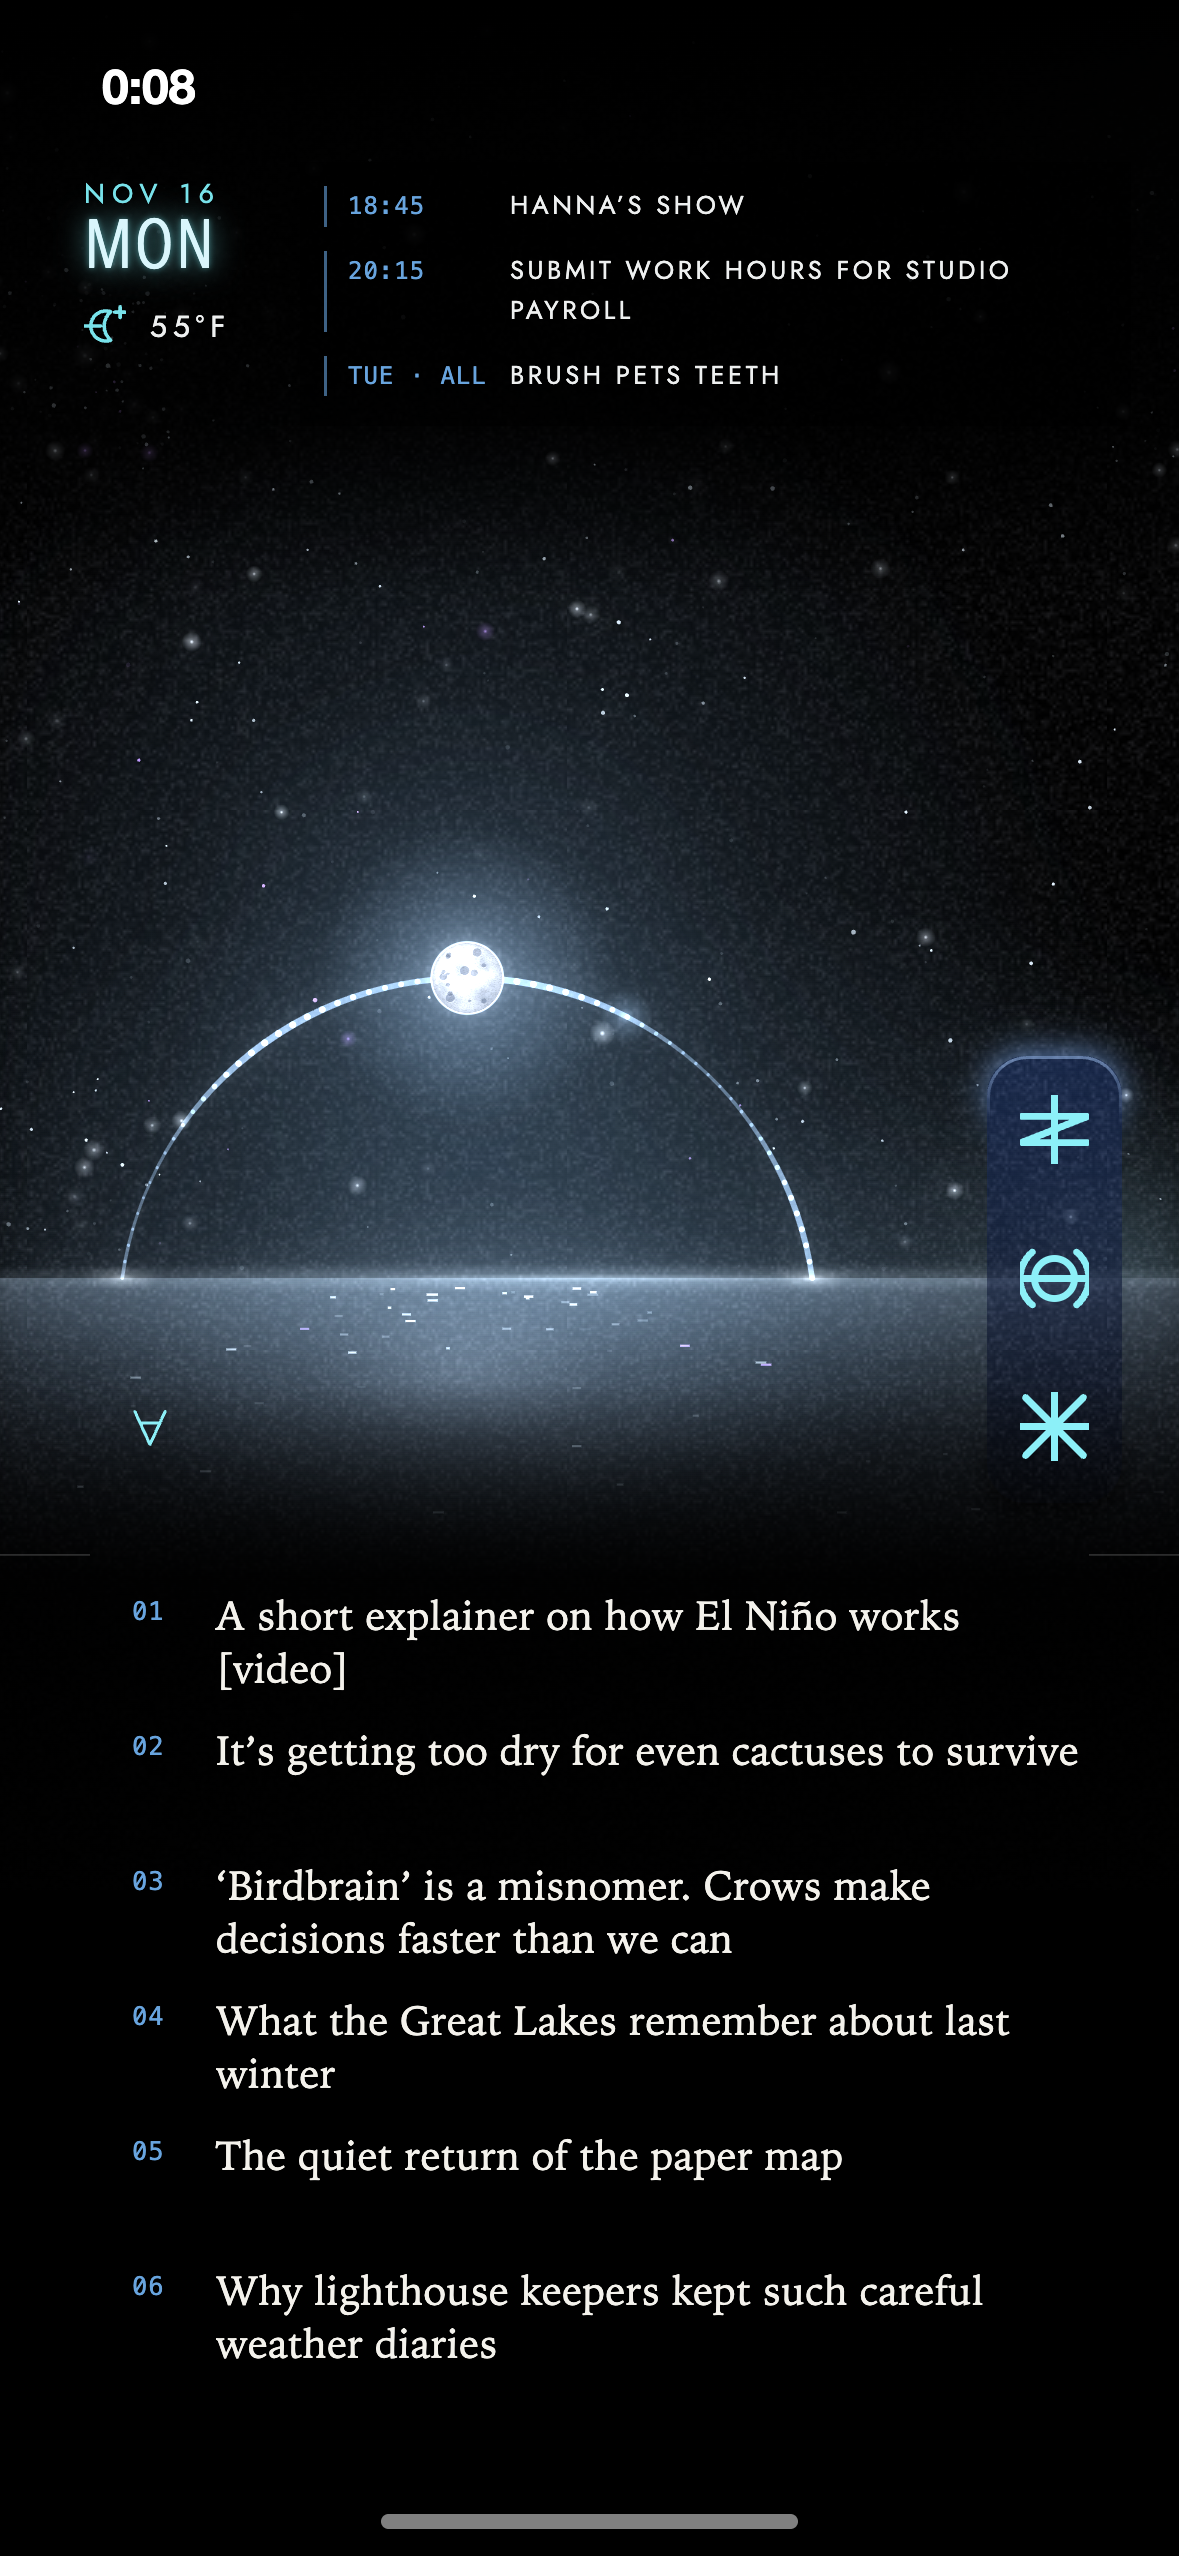 0:08
NOV 16
MON
55°F
18:45 HANNA’S SHOW
20:15 SUBMIT WORK HOURS FOR STUDIO
PAYROLL
TUE · ALL BRUSH PETS TEETH
∀
01 A short explainer on how El Niño works
[video]
02 It’s getting too dry for even cactuses to survive
03 ‘Birdbrain’ is a misnomer. Crows make
decisions faster than we can
04 What the Great Lakes remember about last
winter
05 The quiet return of the paper map
06 Why lighthouse keepers kept such careful
weather diaries